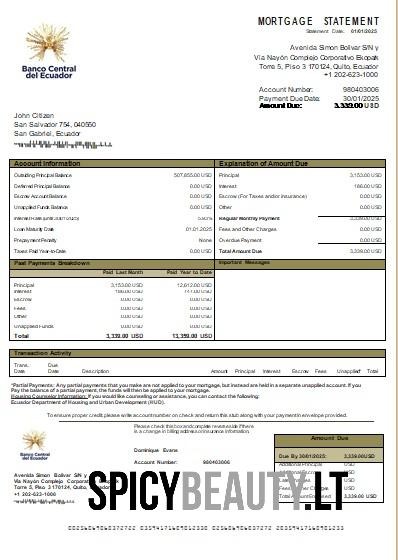 MORTGAGE STATEMENT
Statement Date: 01/01/2025
Banco Central
del Ecuador
Avenida Simon Bolivar S/N y
Via Nayón Complejo Corporativo Ekopark
Torre 5, Piso 3 170124, Quito, Ecuador
+1 202-623-1000
Account Number: 980403006
Payment Due Date: 30/01/2025
Amount Due: 3,339.00 USD
John Citizen
San Salvador 754, 040550
San Gabriel, Ecuador
Account Information
Outstanding Principal Balance 507,855.00 USD
Deferred Principal Balance 0.00 USD
Escrow Account Balance 0.00 USD
Unapplied Funds Balance 0.00 USD
Interest Rate (until 30/01/2025)
Loan Maturity Date 01.01.2025
Prepayment Penalty None
Taxes Paid Year-to-Date 0.00 USD
Explanation of Amount Due
Principal 3,153.00 USD
Interest 186.00 USD
Escrow (For Taxes and/or insurance) 0.00 USD
Other 0.00 USD
Regular Monthly Payment 3,339.00 USD
Fees and Other Charges 0.00 USD
Overdue Payment 0.00 USD
Total Amount Due 3,339.00 USD
Past Payments Breakdown
Paid Last Month Paid Year to Date
Principal 3,153.00 USD 12,612.00 USD
Interest 186.00 USD 747.00 USD
Escrow 0.00 USD 0.00 USD
Fees 0.00 USD 0.00 USD
Other 0.00 USD 0.00 USD
Unapplied Funds 0.00 USD 0.00 USD
Total 3,339.00 USD 13,359.00 USD
Important Messages
Transaction Activity
Trans. Date Due Date Description Amount Principal Interest Escrow Fees Unapplied* Total
*Partial Payments: Any partial payments that you make are not applied to your mortgage, but instead are held in a separate unapplied account. If you
Pay the balance of a partial payment, the funds will then be applied to your mortgage.
Housing Counselor Information: If you would like counseling or assistance, you can contact the following:
Ecuador Department of Housing and Urban Development (HUD).
To ensure proper credit please write account number on check and return this stub along with your payment in envelope provided.
Please check this box and complete reverse side if there
is a change in billing address or insurance information.
Banco Central
del Ecuador
Dominique Evans
Account Number: 980403006
Avenida Simon Bolivar S/N y
Via Nayón Complejo Corporativo
Torre 5, Piso 3 170124, Quito, Ecuador
+1 202-623-1000
Amount Due
Due By 30/01/2025: 3,339.00 USD
Additional Principal USD
Additional Escrow USD
Fees/Other Charges USD
Total Amount Enclosed USD
SPICYBEAUTY.LT